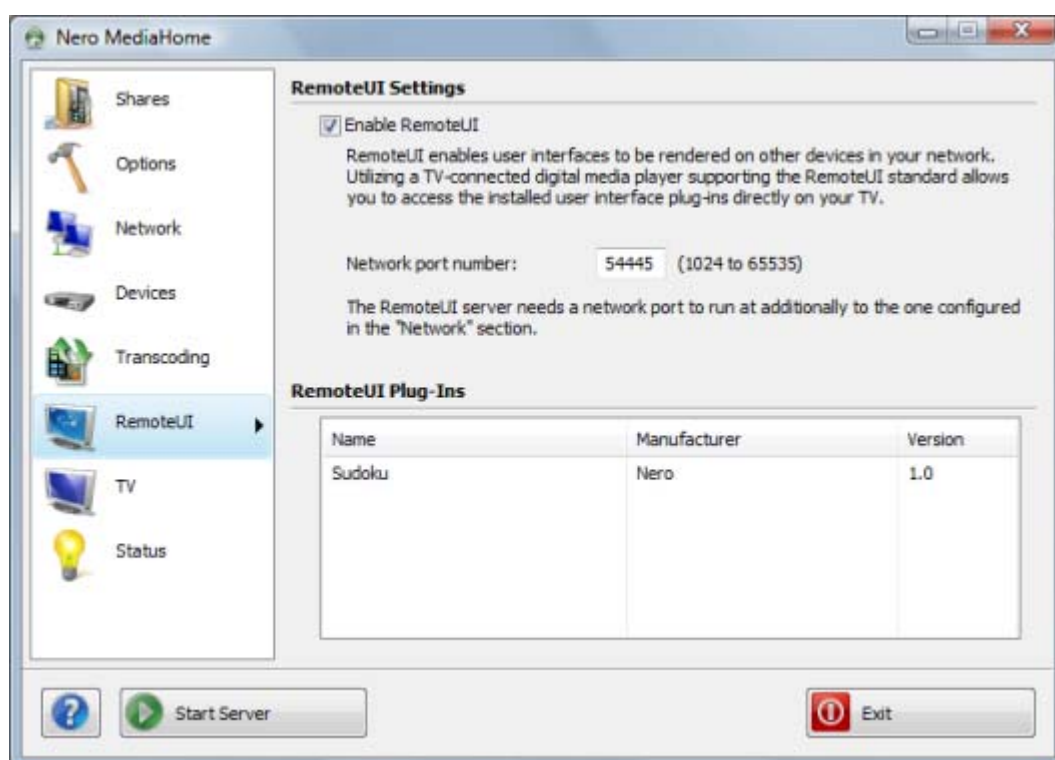 Nero MediaHome
Shares
Options
Network
Devices
Transcoding
RemoteUI
TV
Status
RemoteUI Settings
Enable RemoteUI
RemoteUI enables user interfaces to be rendered on other devices in your network.
Utilizing a TV-connected digital media player supporting the RemoteUI standard allows
you to access the installed user interface plug-ins directly on your TV.
Network port number: 54445 (1024 to 65535)
The RemoteUI server needs a network port to run at additionally to the one configured
in the "Network" section.
RemoteUI Plug-Ins
Name Manufacturer Version
Sudoku Nero 1.0
Start Server
Exit